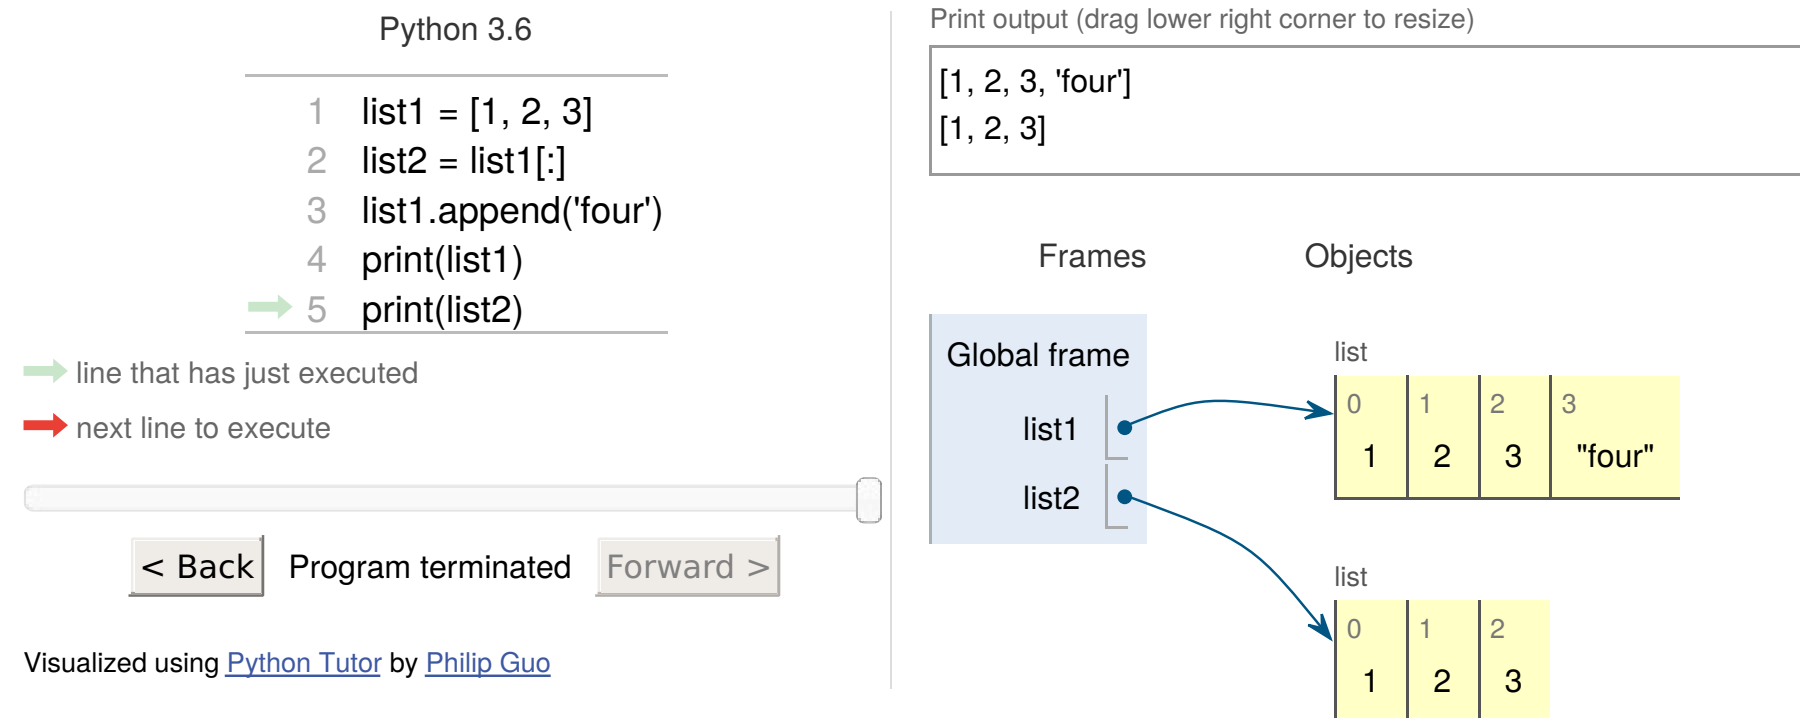 Python 3.6
1 list1 = [1, 2, 3]
2 list2 = list1[:]
3 list1.append('four')
4 print(list1)
5 print(list2)
line that has just executed
next line to execute
< Back Program terminated Forward >
Visualized using Python Tutor by Philip Guo
Print output (drag lower right corner to resize)
[1, 2, 3, 'four']
[1, 2, 3]
Frames Objects
Global frame
list1
list2
list
0 1 2 3
1 2 3 "four"
list
0 1 2
1 2 3